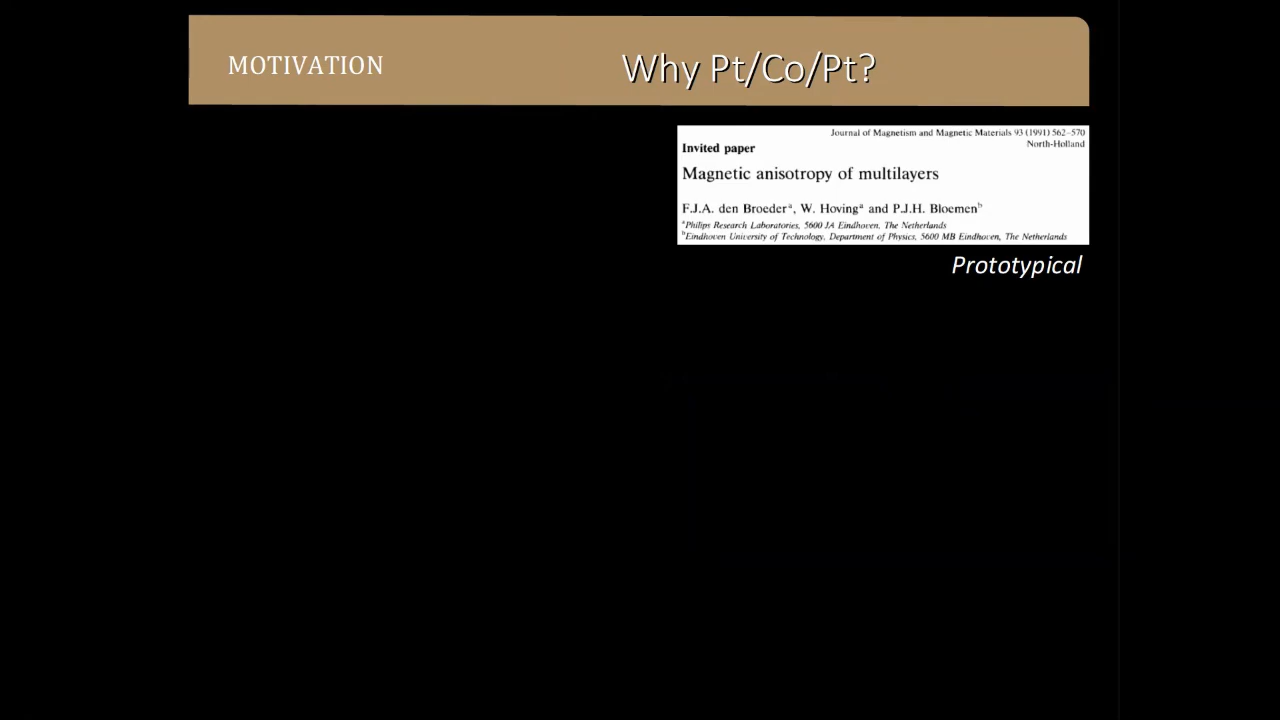 MOTIVATION
Why Pt/Co/Pt?
Journal of Magnetism and Magnetic Materials 93 (1991) 562-570
North-Holland
Invited paper
Magnetic anisotropy of multilayers
F.J.A. den Broeder a, W. Hoving a and P.J.H. Bloemen b
a Philips Research Laboratories, 5600 JA Eindhoven, The Netherlands
b Eindhoven University of Technology, Department of Physics, 5600 MB Eindhoven, The Netherlands
Prototypical